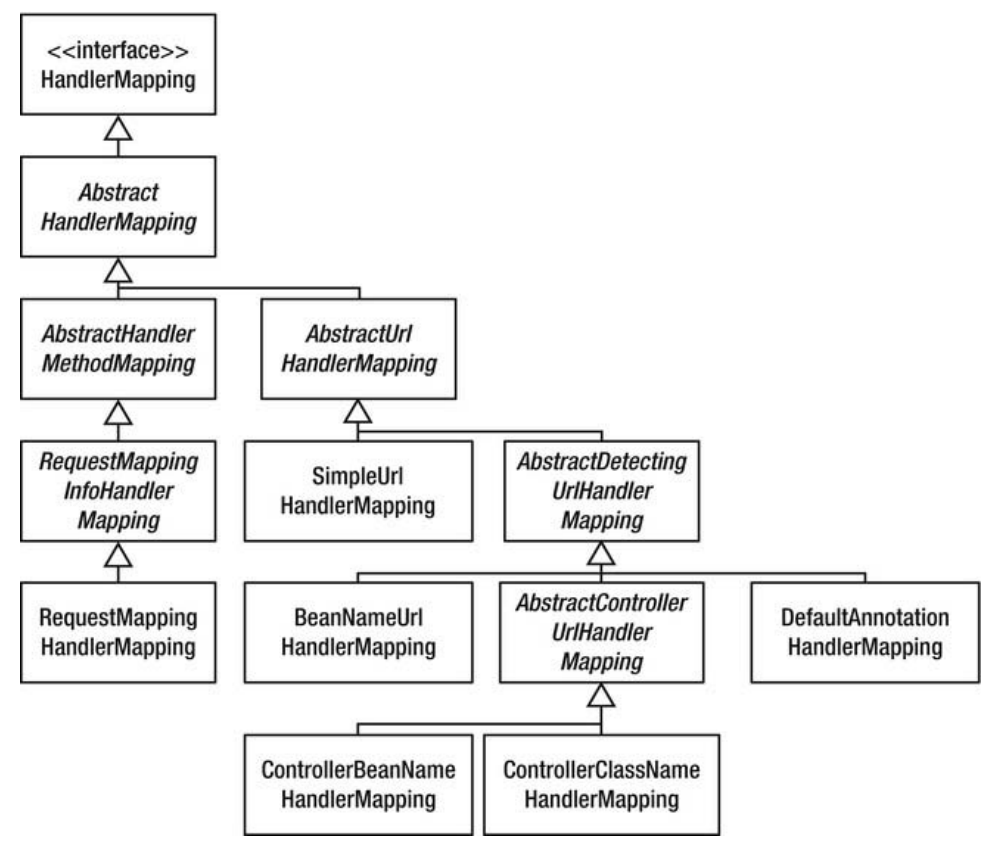 <<interface>>
HandlerMapping
Abstract
HandlerMapping
AbstractHandler
MethodMapping
AbstractUrl
HandlerMapping
RequestMapping
InfoHandler
Mapping
SimpleUrl
HandlerMapping
AbstractDetecting
UrlHandler
Mapping
RequestMapping
HandlerMapping
BeanNameUrl
HandlerMapping
AbstractController
UrlHandler
Mapping
DefaultAnnotation
HandlerMapping
ControllerBeanName
HandlerMapping
ControllerClassName
HandlerMapping